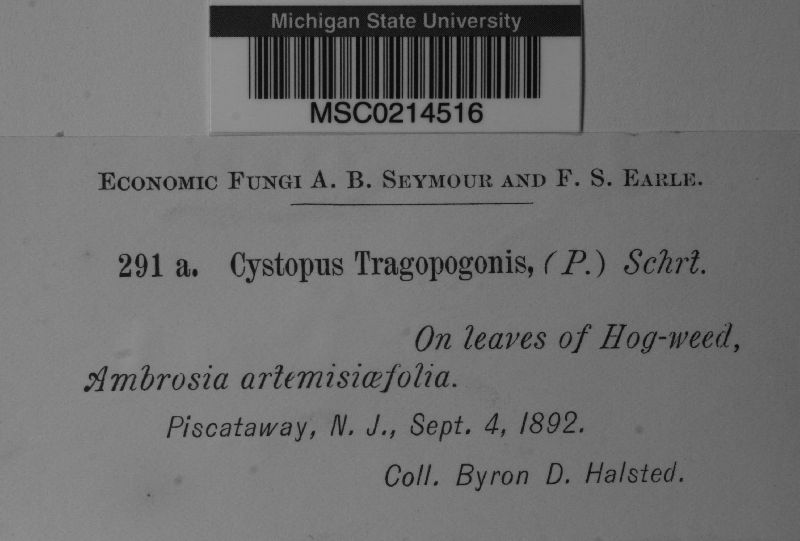 Michigan State University
MSC0214516
Economic Fungi A. B. Seymour and F. S. Earle.
291 a. Cystopus Tragopogonis, (P.) Schrt.
On leaves of Hog-weed,
Ambrosia artemisiæfolia.
Piscataway, N. J., Sept. 4, 1892.
Coll. Byron D. Halsted.